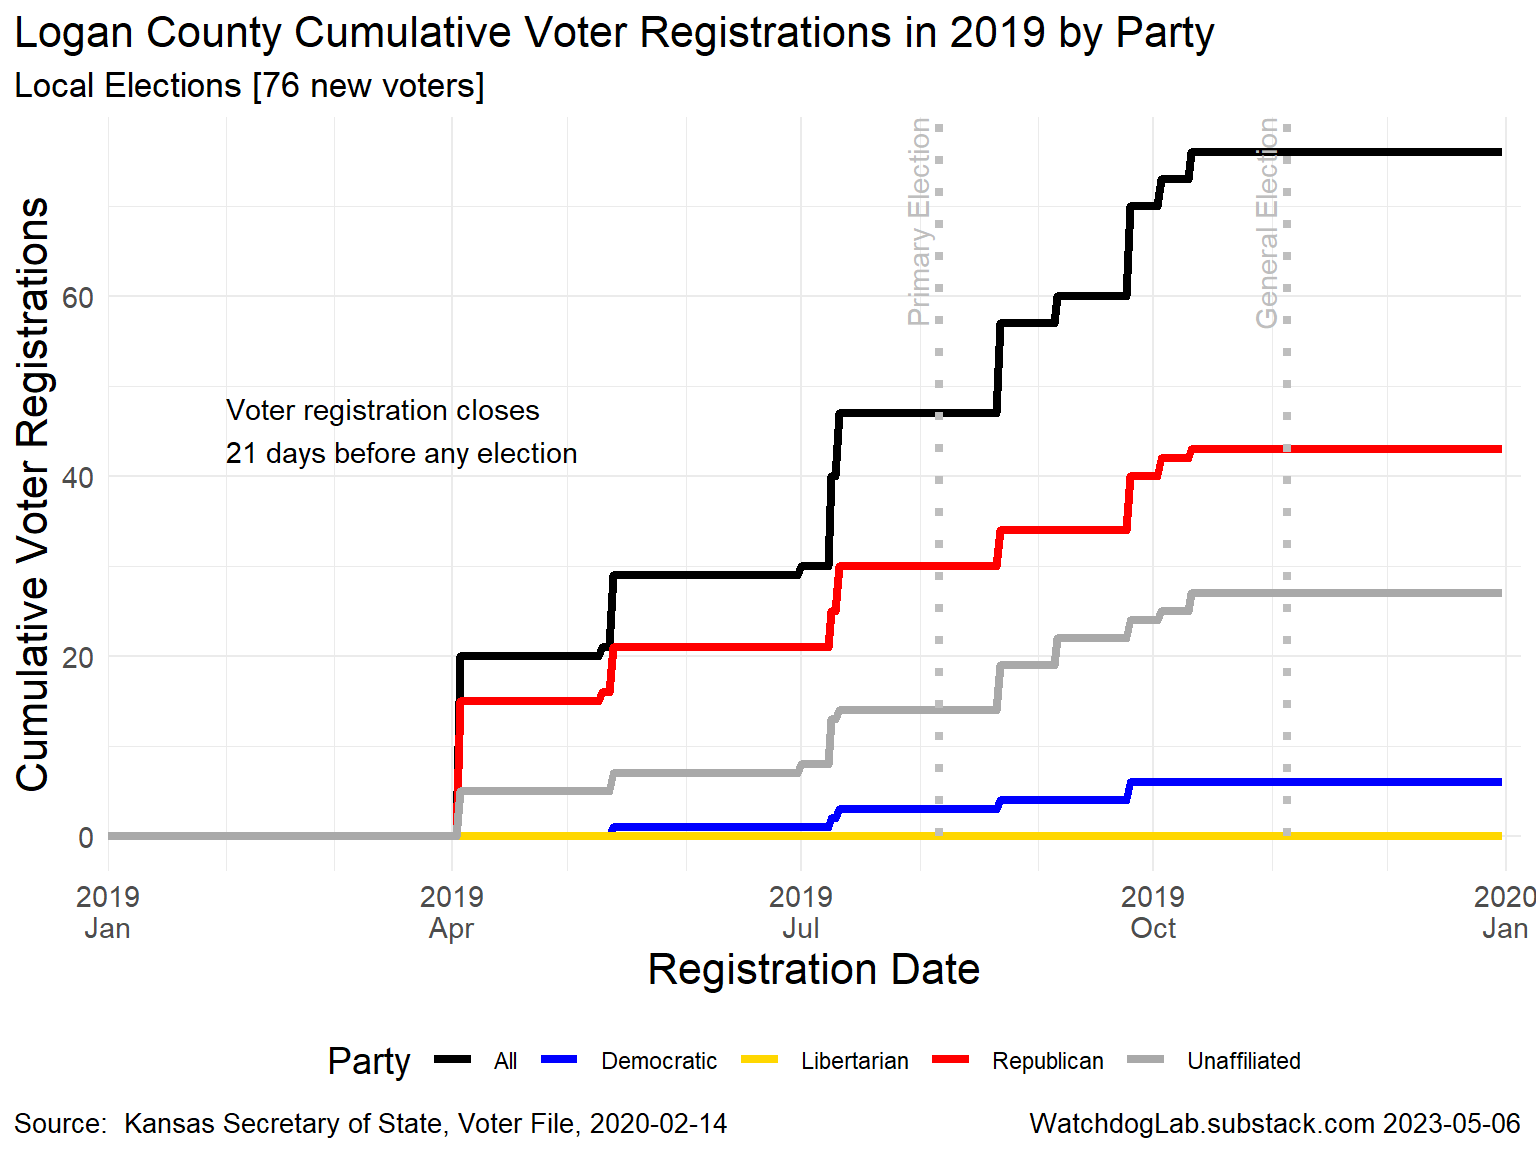 Logan County Cumulative Voter Registrations in 2019 by Party
Local Elections [76 new voters]
Cumulative Voter Registrations
60
40
20
0
Primary Election
General Election
Voter registration closes
21 days before any election
2019 2019 2019 2019 2020
Jan Apr Jul Oct Jan
Registration Date
Party All Democratic Libertarian Republican Unaffiliated
Source:  Kansas Secretary of State, Voter File, 2020-02-14
WatchdogLab.substack.com 2023-05-06